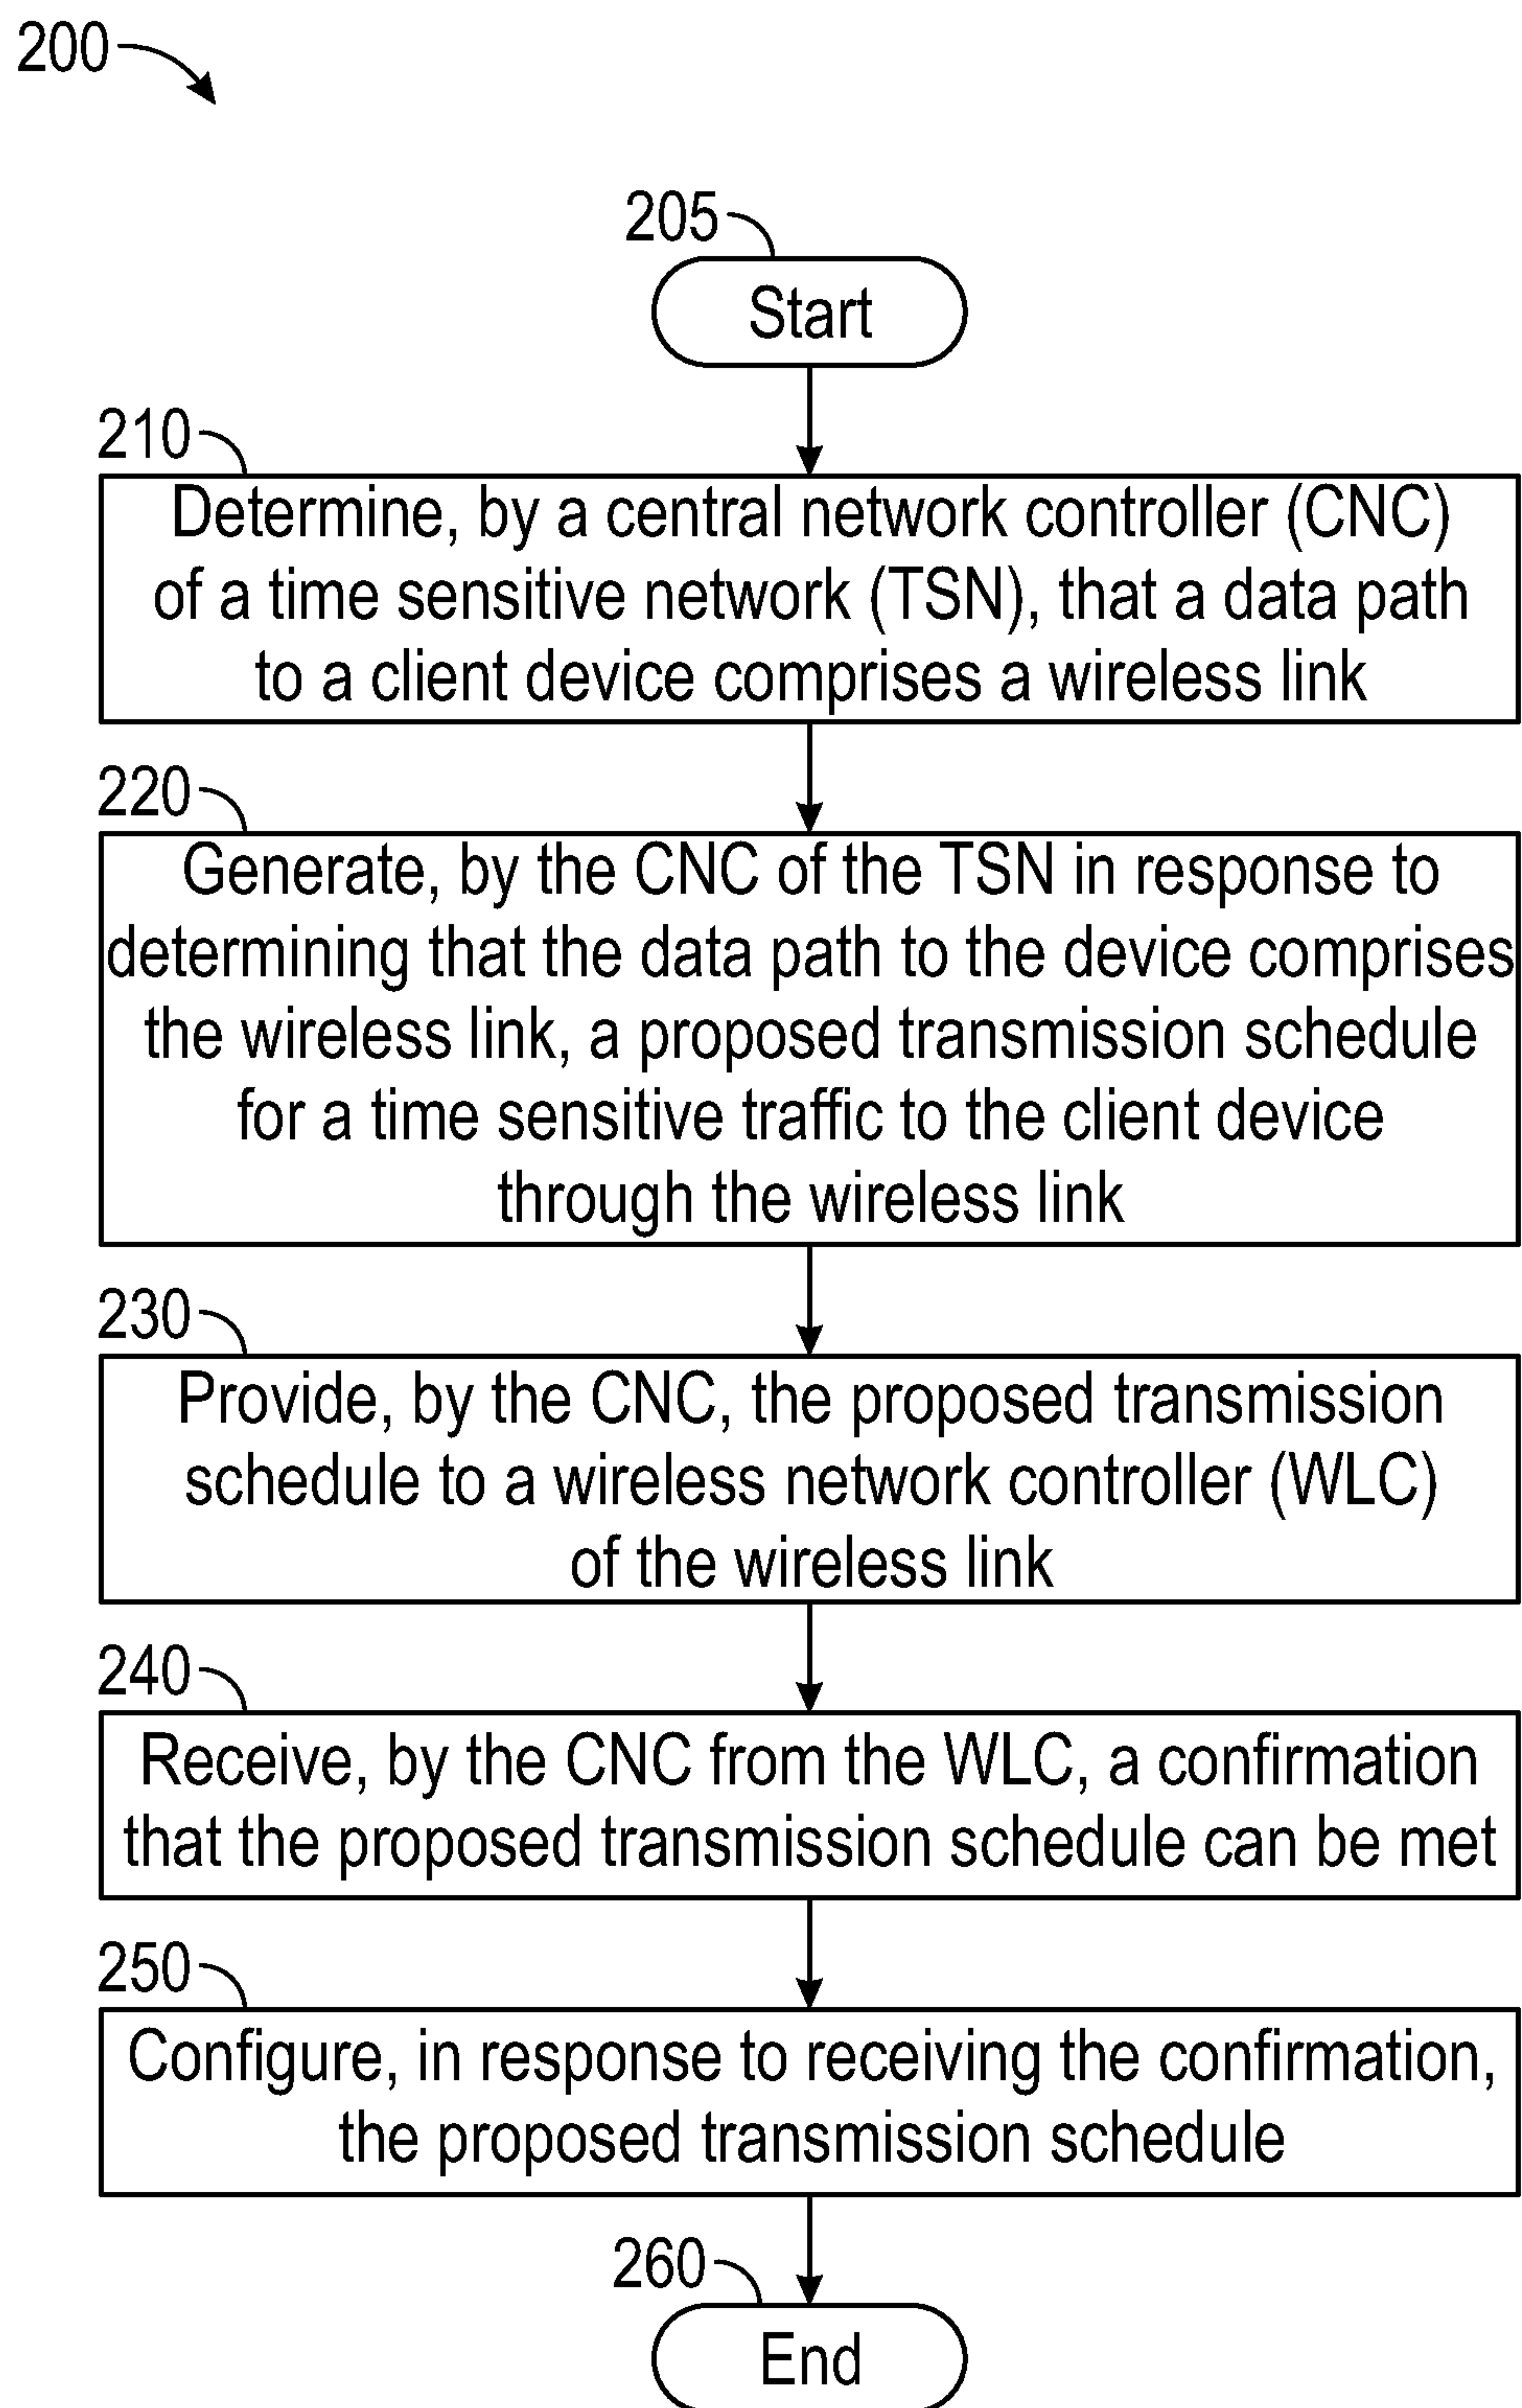 200
205
Start
210
Determine, by a central network controller (CNC)
of a time sensitive network (TSN), that a data path
to a client device comprises a wireless link
220
Generate, by the CNC of the TSN in response to
determining that the data path to the device comprises
the wireless link, a proposed transmission schedule
for a time sensitive traffic to the client device
through the wireless link
230
Provide, by the CNC, the proposed transmission
schedule to a wireless network controller (WLC)
of the wireless link
240
Receive, by the CNC from the WLC, a confirmation
that the proposed transmission schedule can be met
250
Configure, in response to receiving the confirmation,
the proposed transmission schedule
260
End